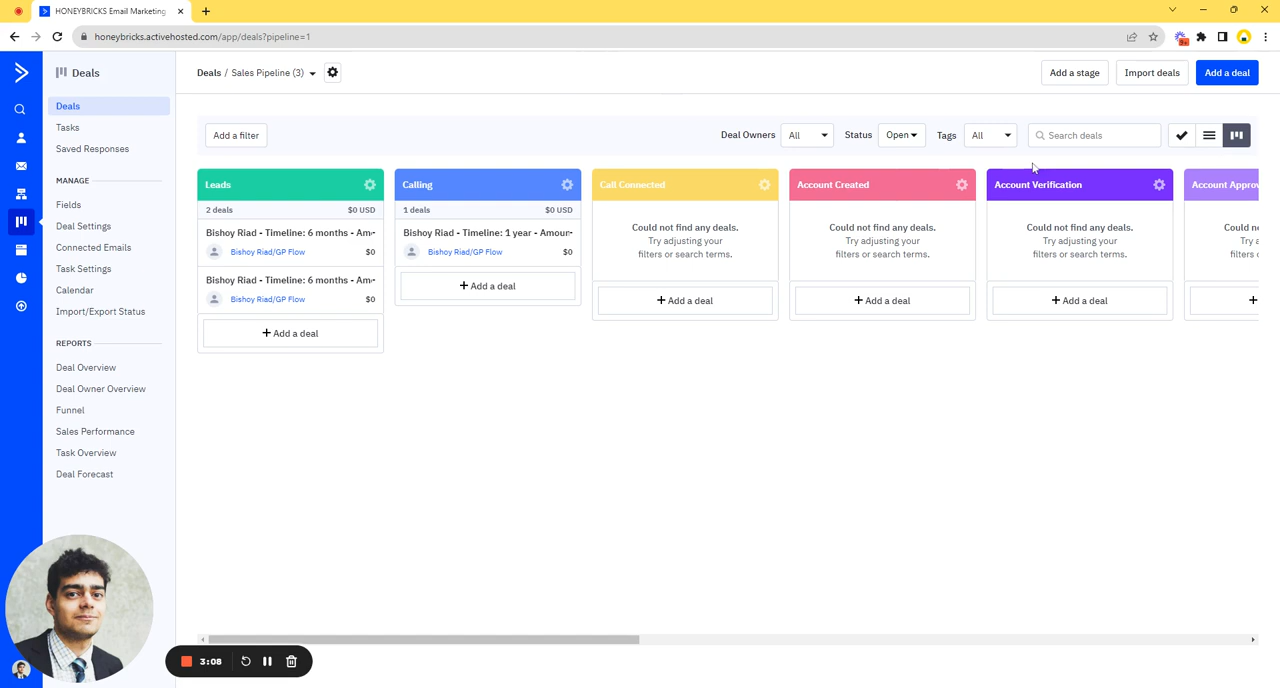 HONEYBRICKS Email Marketing
honeybricks.activehosted.com/app/deals?pipeline=1
9+
Deals
Deals
Tasks
Saved Responses
MANAGE
Fields
Deal Settings
Connected Emails
Task Settings
Calendar
Import/Export Status
REPORTS
Deal Overview
Deal Owner Overview
Funnel
Sales Performance
Task Overview
Deal Forecast
Deals / Sales Pipeline (3)
Add a stage
Import deals
Add a deal
Add a filter
Deal Owners All
Status Open
Tags All
Search deals
Leads
2 deals $0 USD
Bishoy Riad - Timeline: 6 months - Am
Bishoy Riad/GP Flow $0
Bishoy Riad - Timeline: 6 months - Am
Bishoy Riad/GP Flow $0
+ Add a deal
Calling
1 deals $0 USD
Bishoy Riad - Timeline: 1 year - Amoun
Bishoy Riad/GP Flow $0
+ Add a deal
Call Connected
Could not find any deals.
Try adjusting your
filters or search terms.
+ Add a deal
Account Created
Could not find any deals.
Try adjusting your
filters or search terms.
+ Add a deal
Account Verification
Could not find any deals.
Try adjusting your
filters or search terms.
+ Add a deal
Account Approv
Could n
Try a
filters
+
3:08